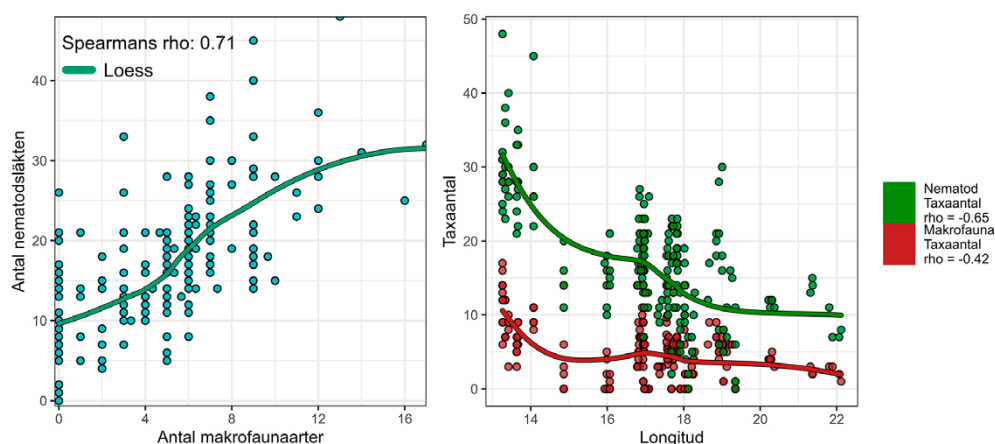 Spearmans rho: 0.71
Loess
Antal nematodsläkten
40
30
20
10
0
0
4
8
12
16
Antal makrofaunaarter
Taxaantal
50
40
30
20
10
0
14
16
18
20
22
Longitud
Nematod
Taxaantal
rho = -0.65
Makrofauna
Taxaantal
rho = -0.42